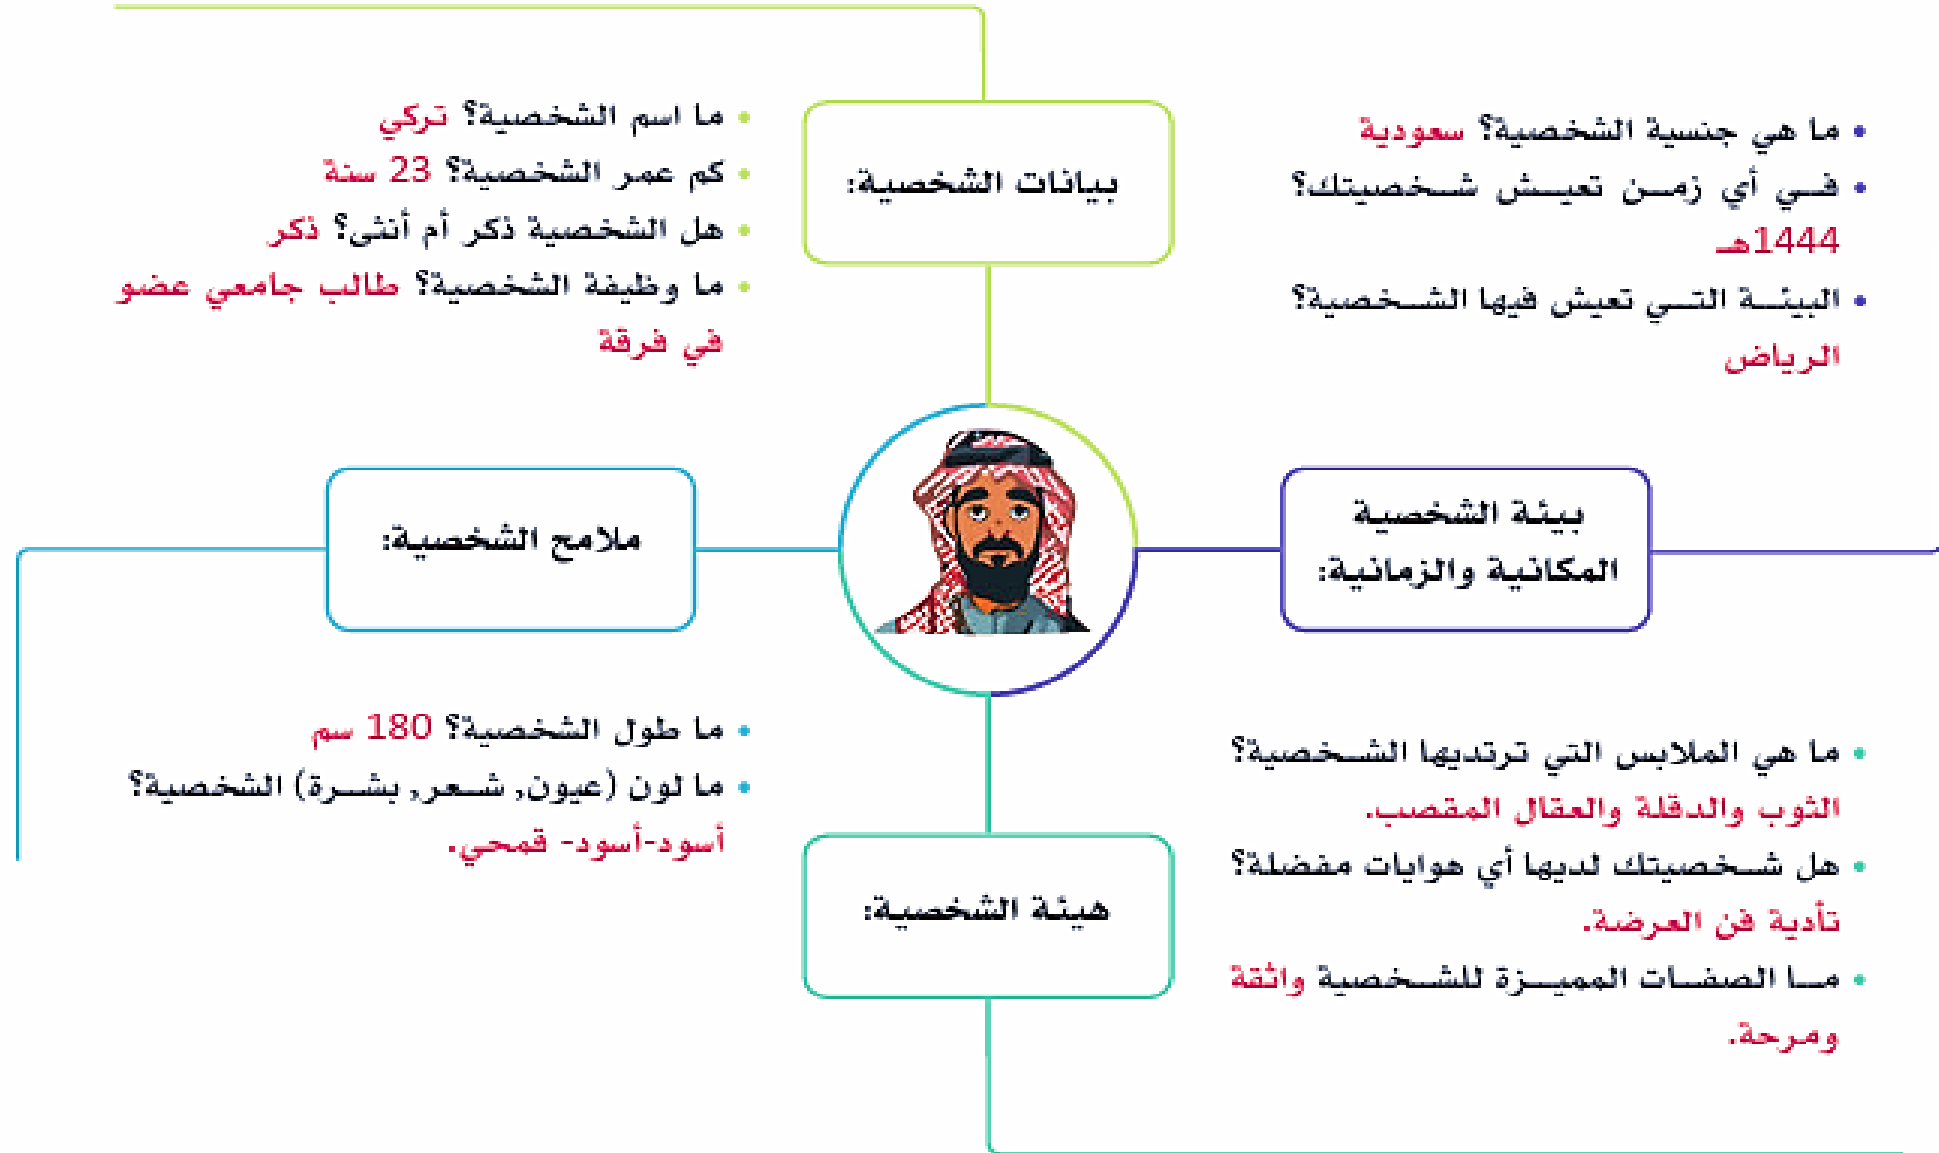 بيانات الشخصية:
• ما اسم الشخصية؟ تركي
• كم عمر الشخصية؟ 23 سنة
• هل الشخصية ذكر أم أنثى؟ ذكر
• ما وظيفة الشخصية؟ طالب جامعي عضو
في فرقة
بيئة الشخصية
المكانية والزمانية:
• ما هي جنسية الشخصية؟ سعودية
• في أي زمن تعيش شخصيتك؟
1444هـ
• البيئة التي تعيش فيها الشخصية؟
الرياض
ملامح الشخصية:
• ما طول الشخصية؟ 180 سم
• ما لون (عيون, شعر, بشرة) الشخصية؟
أسود-أسود- قمحي.
هيئة الشخصية:
• ما هي الملابس التي ترتديها الشخصية؟
الثوب والدقلة والعقال المقصب.
• هل شخصيتك لديها أي هوايات مفضلة؟
تأدية فن العرضة.
• ما الصفات المميزة للشخصية واثقة
ومرحة.